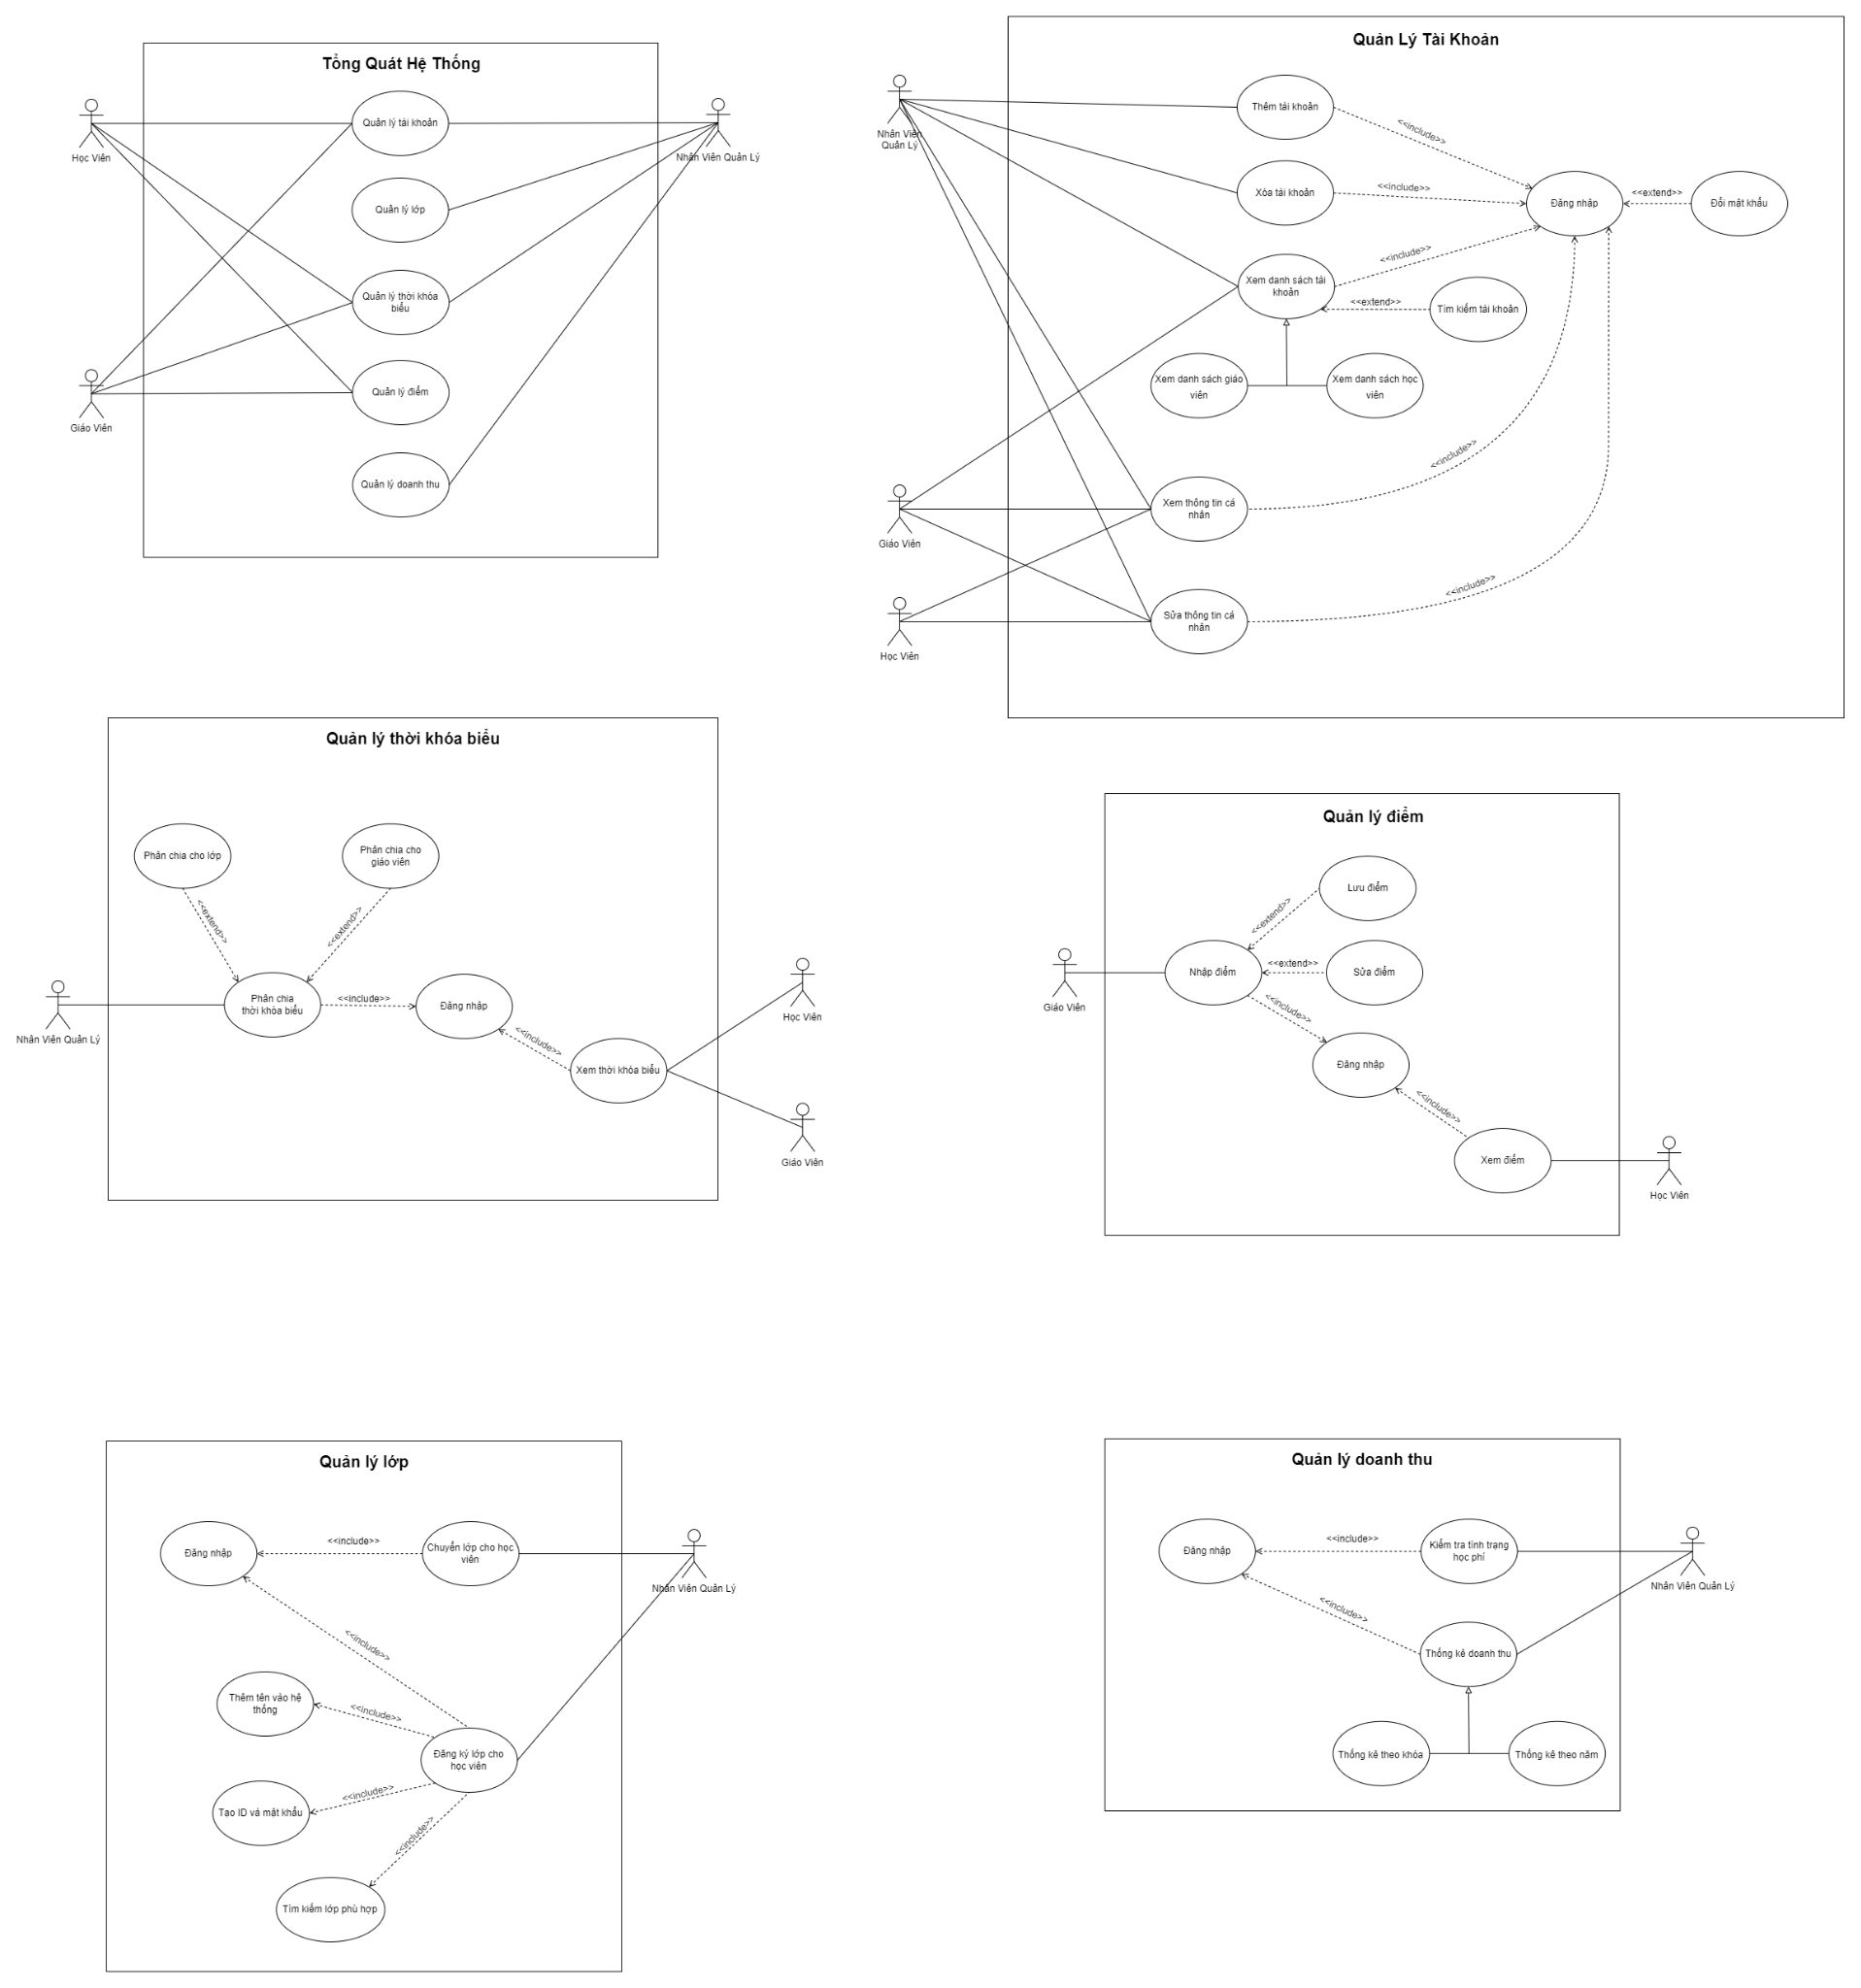 Tổng Quát Hệ Thống
Học Viên
Giáo Viên
Nhân Viên Quản Lý
Quản lý tài khoản
Quản lý lớp
Quản lý thời khóa
biểu
Quản lý điểm
Quản lý doanh thu
Quản Lý Tài Khoản
Nhân Viên
Quản Lý
Giáo Viên
Học Viên
Thêm tài khoản
<<include>>
Xóa tài khoản
<<include>>
Đăng nhập
<<extend>>
Đổi mật khẩu
Xem danh sách tài
khoản
<<include>>
<<extend>>
Tìm kiếm tài khoản
Xem danh sách giáo
viên
Xem danh sách học
viên
<<include>>
Xem thông tin cá
nhân
<<include>>
Sửa thông tin cá
nhân
Quản lý thời khóa biểu
Phân chia cho lớp
Phân chia cho
giáo viên
<<extend>>
<<extend>>
Nhân Viên Quản Lý
Phân chia
thời khóa biểu
<<include>>
Đăng nhập
<<include>>
Xem thời khóa biểu
Học Viên
Giáo Viên
Quản lý điểm
Lưu điểm
<<extend>>
Giáo Viên
Nhập điểm
<<extend>>
Sửa điểm
<<include>>
Đăng nhập
<<include>>
Xem điểm
Học Viên
Quản lý lớp
Đăng nhập
<<include>>
Chuyển lớp cho học
viên
Nhân Viên Quản Lý
<<include>>
Thêm tên vào hệ
thống
<<include>>
Đăng ký lớp cho
học viên
Tạo ID và mật khẩu
<<include>>
<<include>>
Tìm kiếm lớp phù hợp
Quản lý doanh thu
Đăng nhập
<<include>>
Kiểm tra tình trạng
học phí
Nhân Viên Quản Lý
<<include>>
Thống kê doanh thu
Thống kê theo khóa
Thống kê theo năm